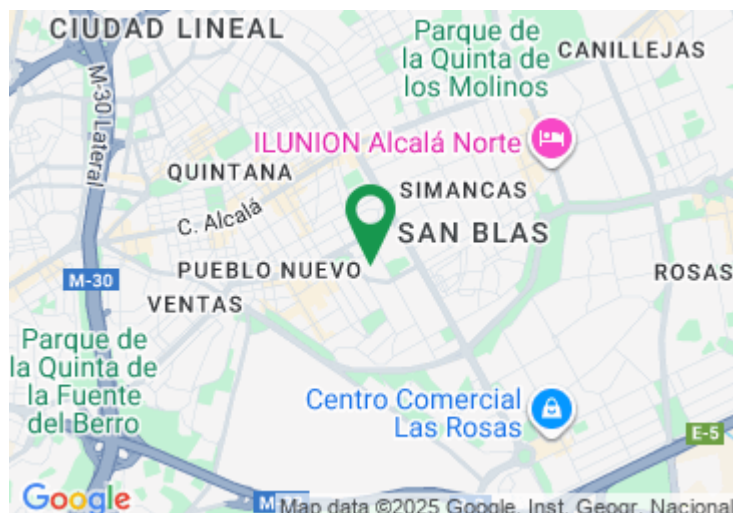 CIUDAD LINEAL
Parque de
la Quinta de
los Molinos
CANILLEJAS
M-30 Lateral
ILUNION Alcalá Norte
QUINTANA
SIMANCAS
C. Alcalá
SAN BLAS
PUEBLO NUEVO
M-30
ROSAS
VENTAS
Parque de
la Quinta de
la Fuente
del Berro
Centro Comercial
Las Rosas
E-5
Google
Map data ©2025 Google, Inst. Geogr. Nacional